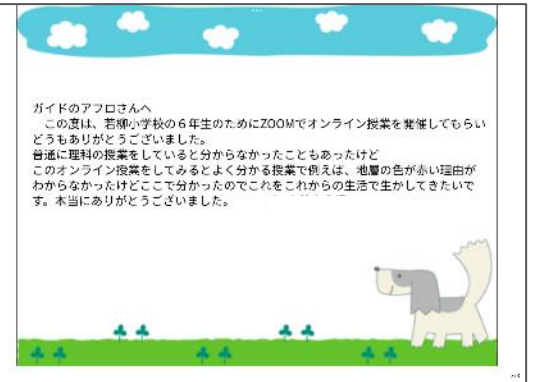 ガイドのアフロさんへ
この度は、若柳小学校の６年生のためにZOOMでオンライン授業を開催してもらい
どうもありがとうございました。
普通に理科の授業をしていると分からなかったこともあったけど
このオンライン授業をしてみるとよく分かる授業で例えば、地層の色が赤い理由が
わからなかったけどここで分かったのでこれをこれからの生活で生かしてきたいで
す。本当にありがとうございました。